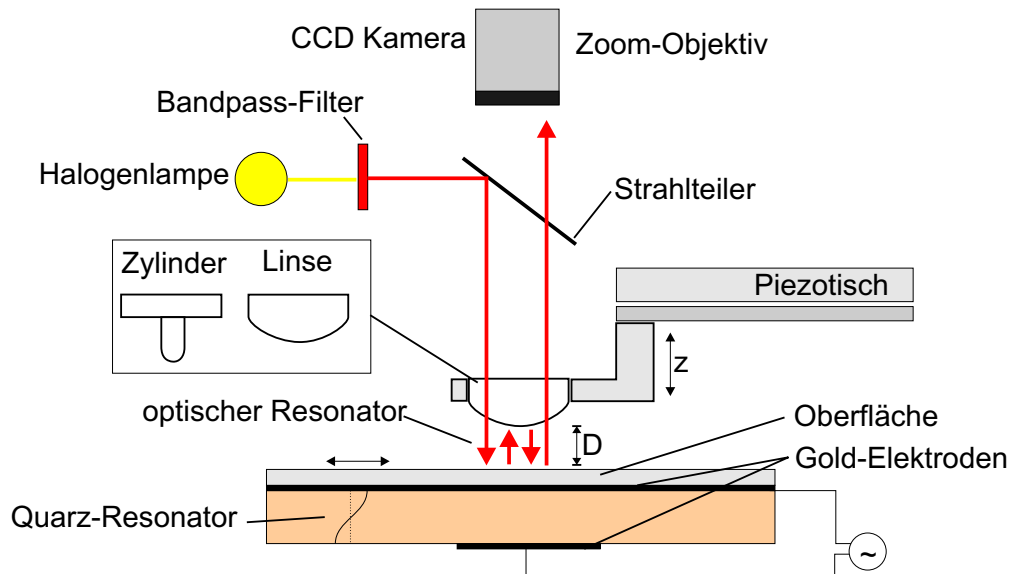 CCD Kamera
Zoom-Objektiv
Bandpass-Filter
Halogenlampe
Strahlteiler
Zylinder
Linse
Piezotisch
z
optischer Resonator
D
Oberfläche
Gold-Elektroden
Quarz-Resonator
~